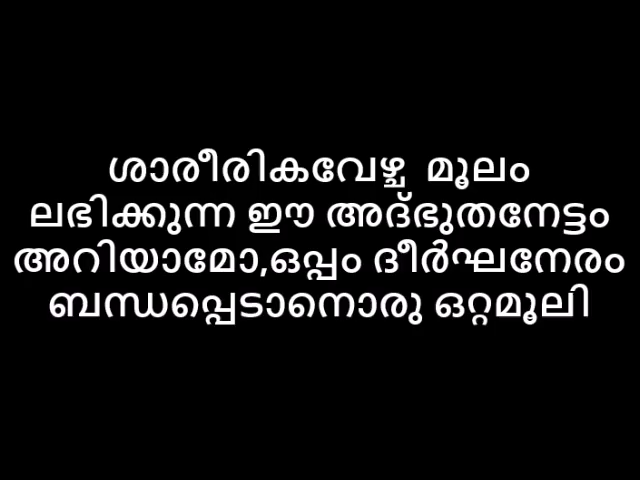 ശാരീരികവേഴ്ച മൂലം
ലഭിക്കുന്ന ഈ അദ്ഭുതനേട്ടം
അറിയാമോ,ഒപ്പം ദീർഘനേരം
ബന്ധപ്പെടാനൊരു ഒറ്റമൂലി